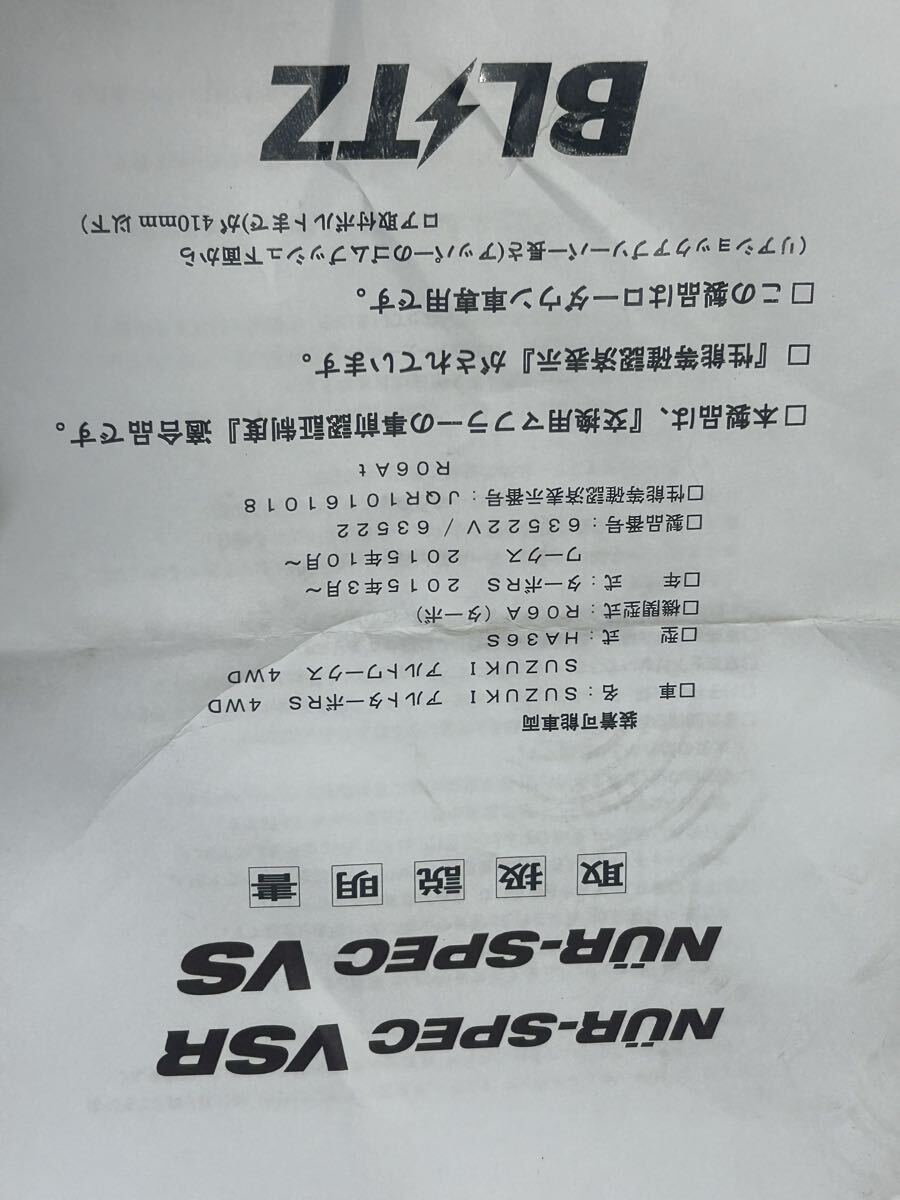 NÜR-SPEC VSR
NÜR-SPEC VS
取扱説明書
装着可能車両
□車　名：SUZUKI　アルトターボRS　4WD
SUZUKI　アルトワークス　4WD
□型　式：HA36S
□機関型式：R06A（ターボ）
□年　式：ターボRS　2015年3月～
ワークス　2015年10月～
□製品番号：63522V／63522
□性能等確認済表示番号：JQR10161018
R06At
□本製品は、『交換用マフラーの事前認証制度』適合品です。
□『性能等確認済表示』がされています。
□この製品はローダウン車専用です。
（リアショックアブソーバー長さ(アッパーのゴムブッシュ下面から
ロア取付ボルトまで)が 410mm 以下）
BLITZ